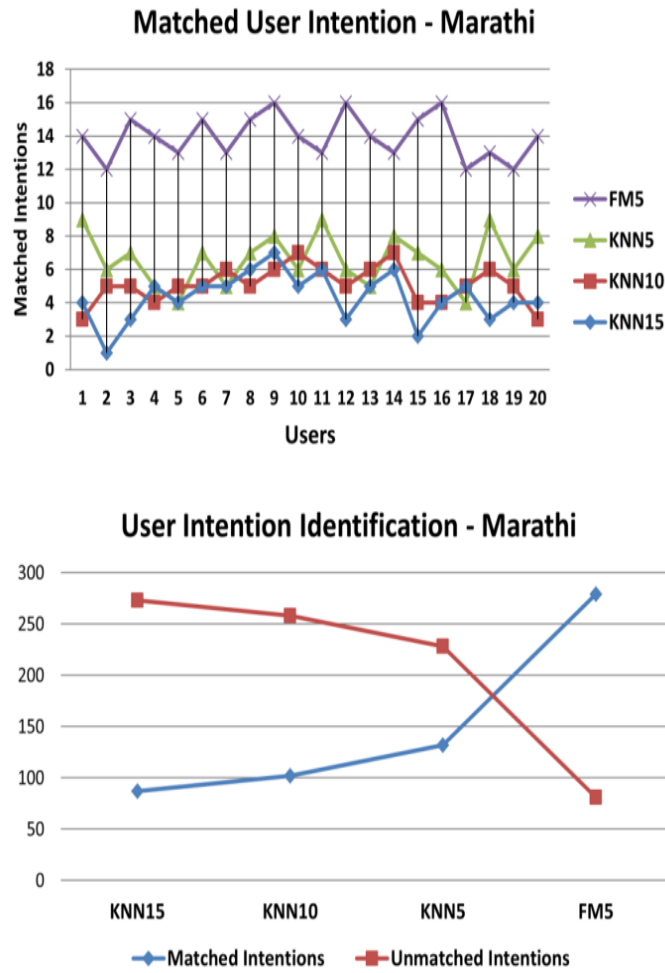 Matched User Intention - Marathi
18
16
14
12
10
8
6
4
2
0
Matched Intentions
1 2 3 4 5 6 7 8 9 10 11 12 13 14 15 16 17 18 19 20
Users
FM5
KNN5
KNN10
KNN15
User Intention Identification - Marathi
300
250
200
150
100
50
0
KNN15 KNN10 KNN5 FM5
Matched Intentions Unmatched Intentions